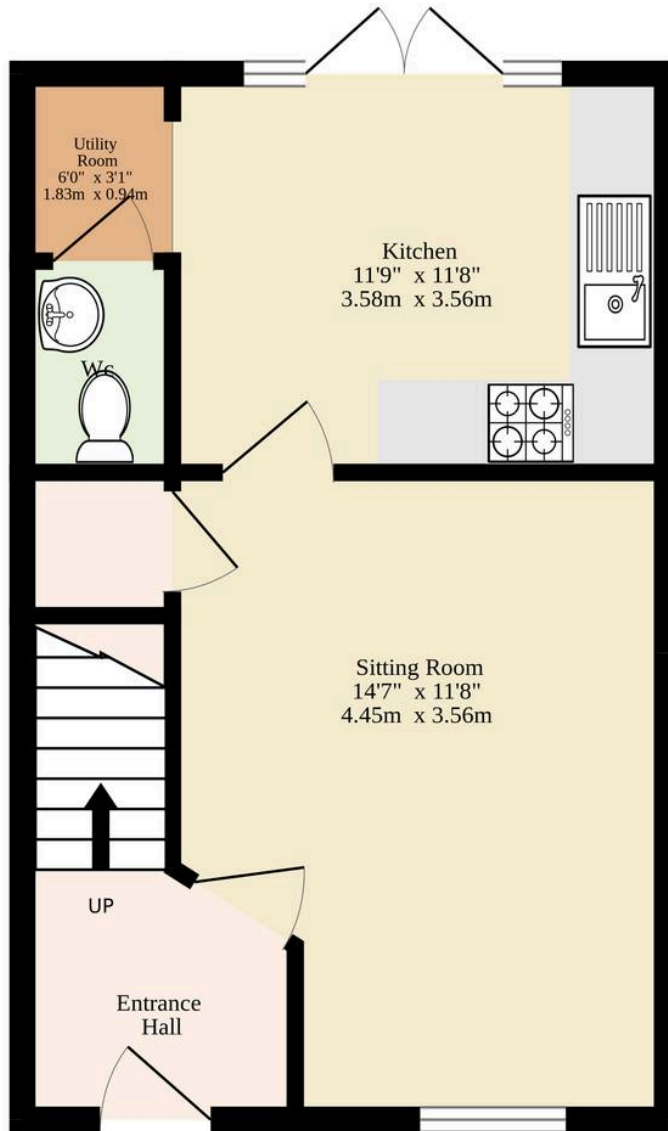 Utility
Room
6'0" x 3'1"
1.83m x 0.94m
Kitchen
11'9" x 11'8"
3.58m x 3.56m
Wc
Sitting Room
14'7" x 11'8"
4.45m x 3.56m
UP
Entrance
Hall